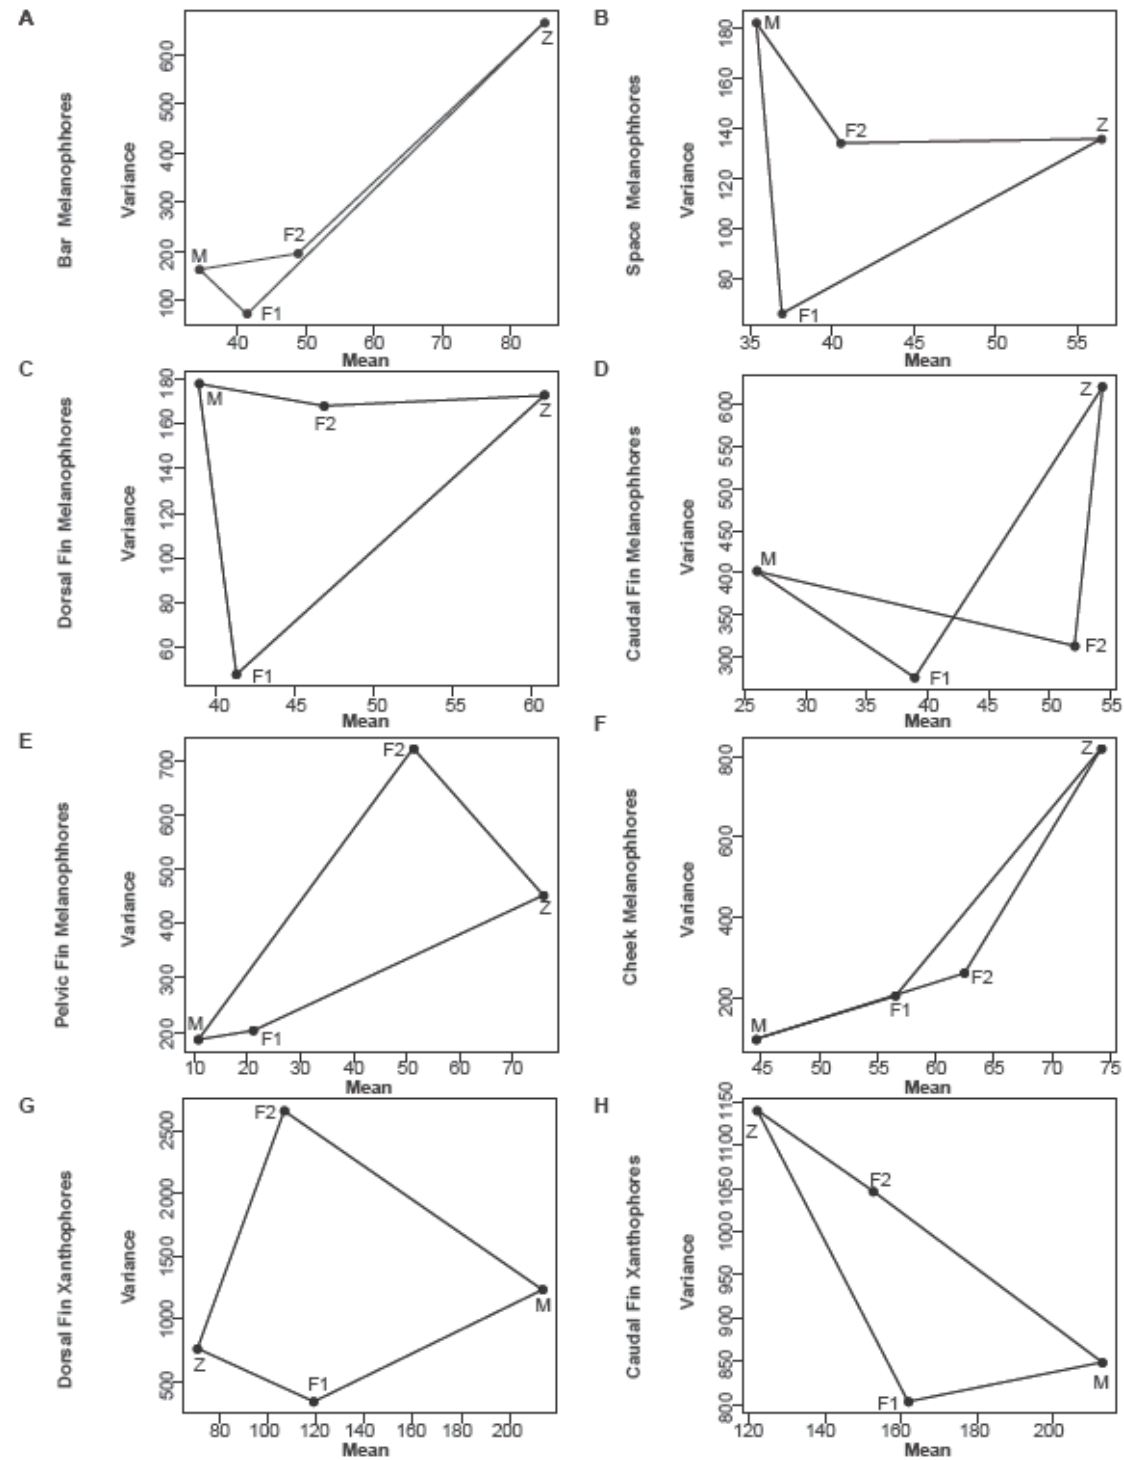 A
Bar Melanophhores
Variance
600
500
400
300
200
100
M
F2
F1
Z
40 50 60 70 80
Mean
B
Space Melanophhores
Variance
180
160
140
120
100
80
M
F2
Z
F1
35 40 45 50 55
Mean
C
Dorsal Fin Melanophhores
Variance
180
160
140
120
100
80
60
M
F2
Z
F1
40 45 50 55 60
Mean
D
Caudal Fin Melanophhores
Variance
600
550
500
450
400
350
300
Z
M
F2
F1
25 30 35 40 45 50 55
Mean
E
Pelvic Fin Melanophhores
Variance
700
600
500
400
300
200
F2
Z
M
F1
10 20 30 40 50 60 70
Mean
F
Cheek Melanophhores
Variance
800
600
400
200
Z
F2
F1
M
45 50 55 60 65 70 75
Mean
G
Dorsal Fin Xanthophores
Variance
2500
2000
1500
1000
500
F2
M
Z
F1
80 100 120 140 160 180 200
Mean
H
Caudal Fin Xanthophores
Variance
1150
1100
1050
1000
950
900
850
800
Z
F2
M
F1
120 140 160 180 200
Mean